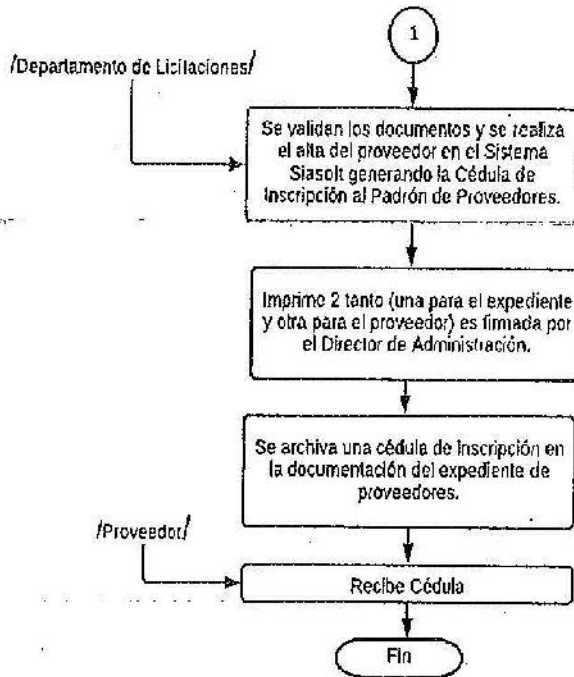 1
/Departamento de Licitaciones/
Se validan los documentos y se realiza
el alta del proveedor en el Sistema
Siasoft generando la Cédula de
Inscripción al Padrón de Proveedores.
Imprime 2 tanto (una para el expediente
y otra para el proveedor) es firmada por
el Director de Administración.
Se archiva una cédula de inscripción en
la documentación del expediente de
proveedores.
/Proveedor/
Recibe Cédula
Fin